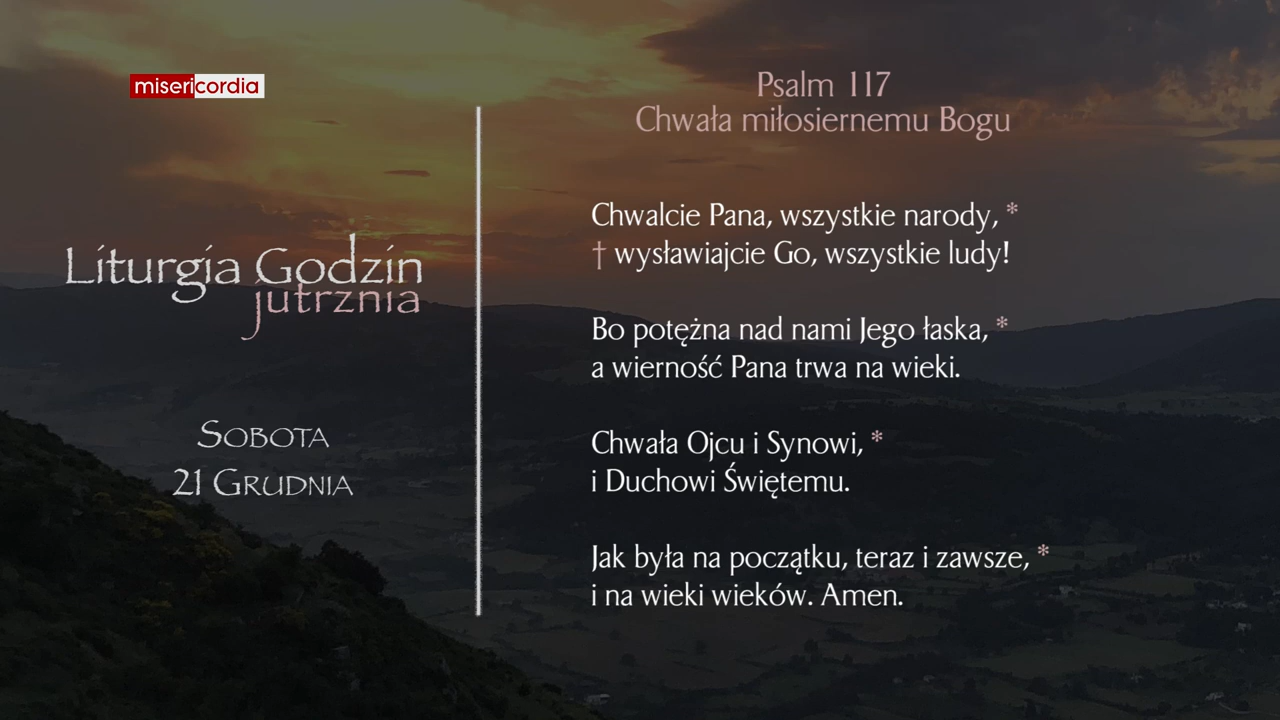 misericordia
Liturgia Godzin
jutrznia
Sobota
21 Grudnia
Psalm 117
Chwała miłosiernemu Bogu
Chwalcie Pana, wszystkie narody, *
† wysławiajcie Go, wszystkie ludy!
Bo potężna nad nami Jego łaska, *
a wierność Pana trwa na wieki.
Chwała Ojcu i Synowi, *
i Duchowi Świętemu.
Jak była na początku, teraz i zawsze, *
i na wieki wieków. Amen.